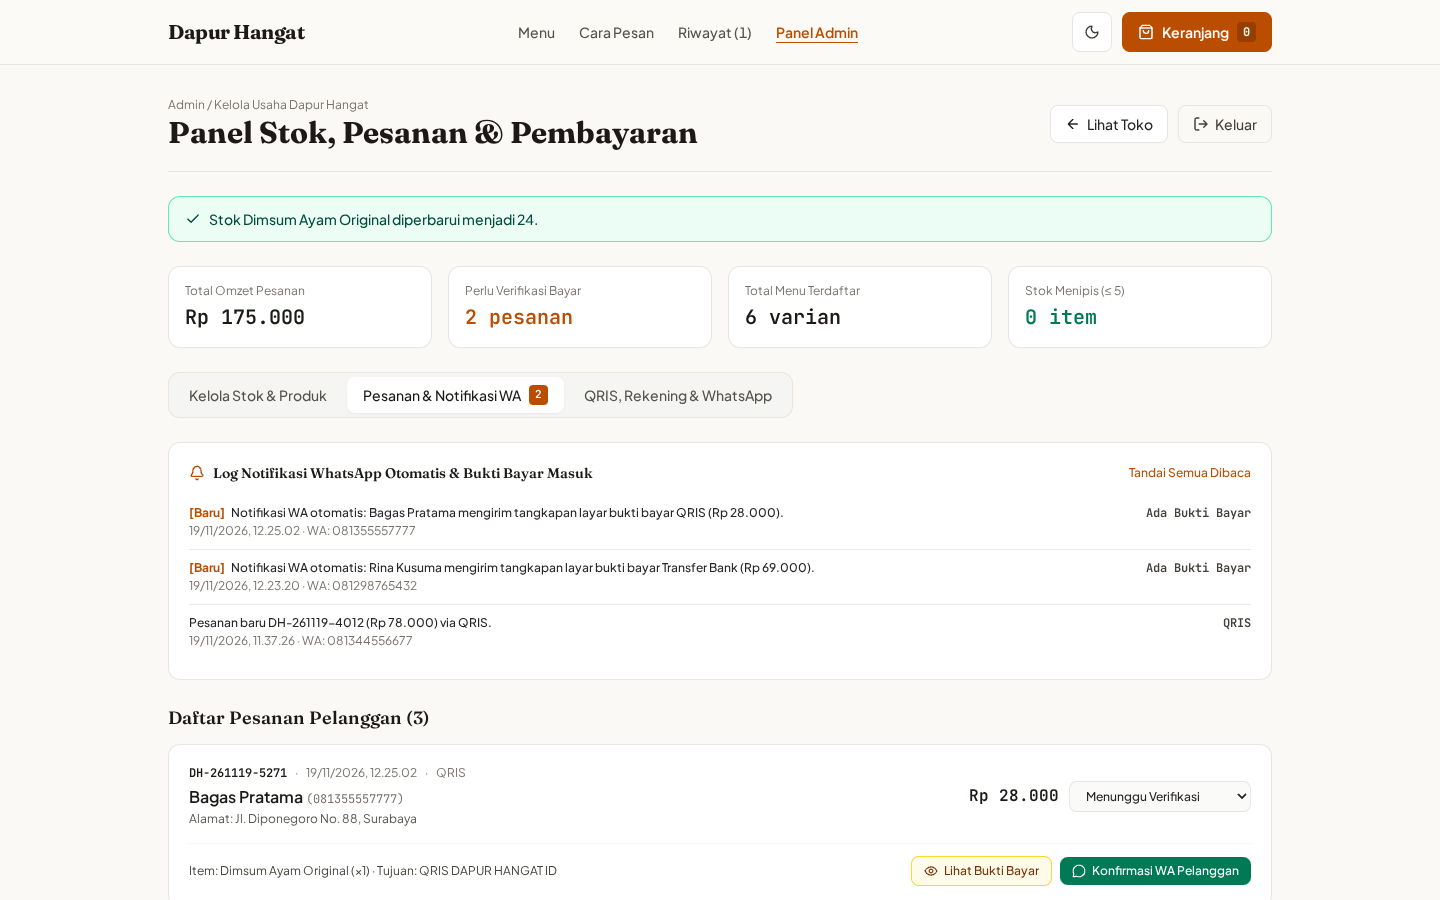 Dapur Hangat
Menu
Cara Pesan
Riwayat (1)
Panel Admin
Keranjang 0
Admin / Kelola Usaha Dapur Hangat
Panel Stok, Pesanan & Pembayaran
Lihat Toko
Keluar
Stok Dimsum Ayam Original diperbarui menjadi 24.
Total Omzet Pesanan
Rp 175.000
Perlu Verifikasi Bayar
2 pesanan
Total Menu Terdaftar
6 varian
Stok Menipis (≤ 5)
0 item
Kelola Stok & Produk
Pesanan & Notifikasi WA 2
QRIS, Rekening & WhatsApp
Log Notifikasi WhatsApp Otomatis & Bukti Bayar Masuk
Tandai Semua Dibaca
[Baru] Notifikasi WA otomatis: Bagas Pratama mengirim tangkapan layar bukti bayar QRIS (Rp 28.000).
Ada Bukti Bayar
19/11/2026, 12.25.02 · WA: 081355557777
[Baru] Notifikasi WA otomatis: Rina Kusuma mengirim tangkapan layar bukti bayar Transfer Bank (Rp 69.000).
Ada Bukti Bayar
19/11/2026, 12.23.20 · WA: 081298765432
Pesanan baru DH-261119-4012 (Rp 78.000) via QRIS.
QRIS
19/11/2026, 11.37.26 · WA: 081344556677
Daftar Pesanan Pelanggan (3)
DH-261119-5271 · 19/11/2026, 12.25.02 · QRIS
Bagas Pratama (081355557777)
Alamat: Jl. Diponegoro No. 88, Surabaya
Rp 28.000
Menunggu Verifikasi
Item: Dimsum Ayam Original (×1) · Tujuan: QRIS DAPUR HANGAT ID
Lihat Bukti Bayar
Konfirmasi WA Pelanggan